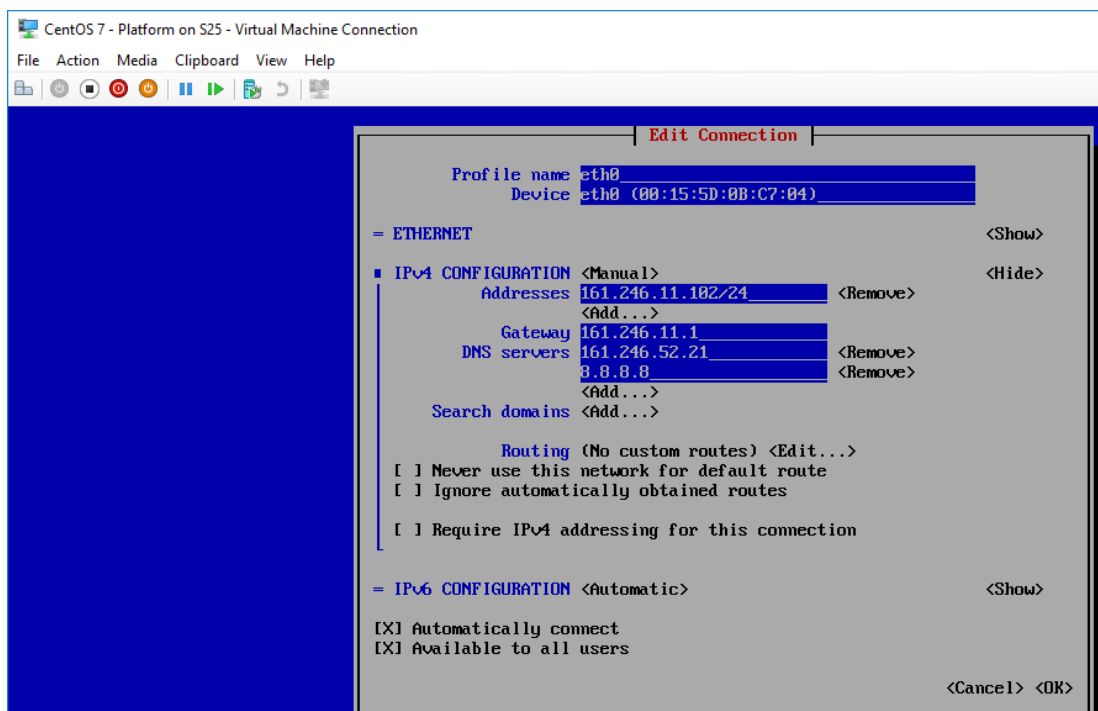 CentOS 7 - Platform on S25 - Virtual Machine Connection
File Action Media Clipboard View Help
Edit Connection
Profile name eth0
Device eth0 (00:15:5D:0B:C7:04)
= ETHERNET <Show>
IPv4 CONFIGURATION <Manual> <Hide>
Addresses 161.246.11.102/24 <Remove>
<Add...>
Gateway 161.246.11.1
DNS servers 161.246.52.21 <Remove>
8.8.8.8 <Remove>
<Add...>
Search domains <Add...>
Routing (No custom routes) <Edit...>
[ ] Never use this network for default route
[ ] Ignore automatically obtained routes
[ ] Require IPv4 addressing for this connection
= IPv6 CONFIGURATION <Automatic> <Show>
[X] Automatically connect
[X] Available to all users
<Cancel> <OK>